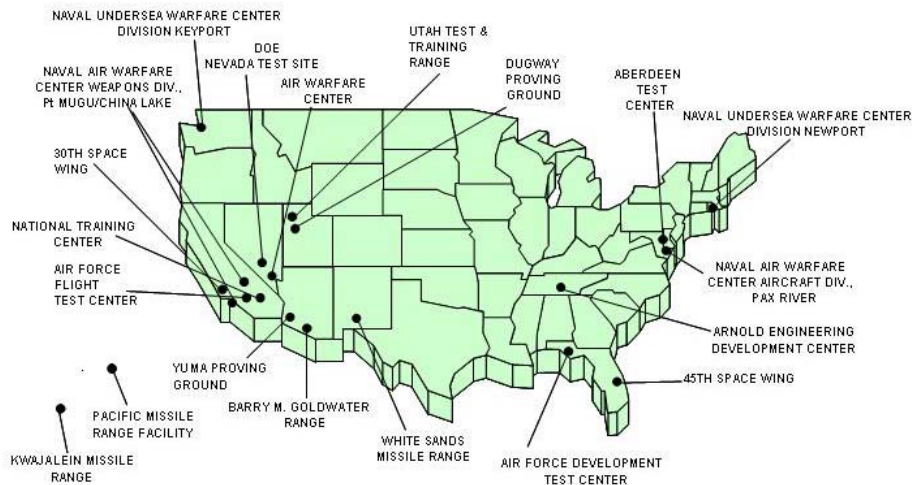 NAVAL UNDERSEA WARFARE CENTER
DIVISION KEYPORT
DOE
NEVADA TEST SITE
UTAH TEST &
TRAINING
RANGE
DUGWAY
PROVING
GROUND
NAVAL AIR WARFARE
CENTER WEAPONS DIV.,
Pt MUGU/CHINA LAKE
AIR WARFARE
CENTER
ABERDEEN
TEST
CENTER
NAVAL UNDERSEA WARFARE CENTER
DIVISION NEWPORT
30TH SPACE
WING
NATIONAL TRAINING
CENTER
AIR FORCE
FLIGHT
TEST CENTER
NAVAL AIR WARFARE
CENTER AIRCRAFT DIV.,
PAX RIVER
ARNOLD ENGINEERING
DEVELOPMENT CENTER
YUMA PROVING
GROUND
45TH SPACE WING
BARRY M. GOLDWATER
RANGE
PACIFIC MISSILE
RANGE FACILITY
WHITE SANDS
MISSILE RANGE
KWAJALEIN MISSILE
RANGE
AIR FORCE DEVELOPMENT
TEST CENTER